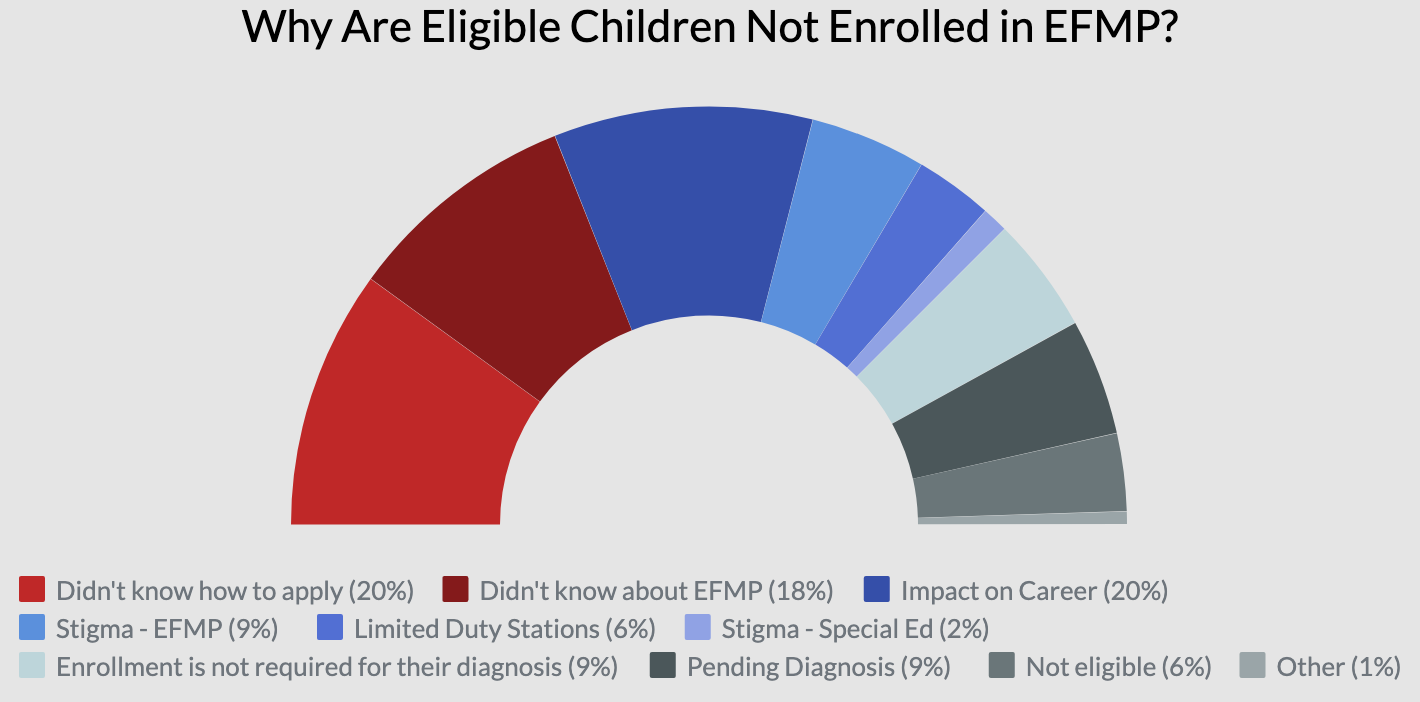 Why Are Eligible Children Not Enrolled in EFMP?
Didn't know how to apply (20%) Didn't know about EFMP (18%) Impact on Career (20%)
Stigma - EFMP (9%) Limited Duty Stations (6%) Stigma - Special Ed (2%)
Enrollment is not required for their diagnosis (9%) Pending Diagnosis (9%) Not eligible (6%) Other (1%)